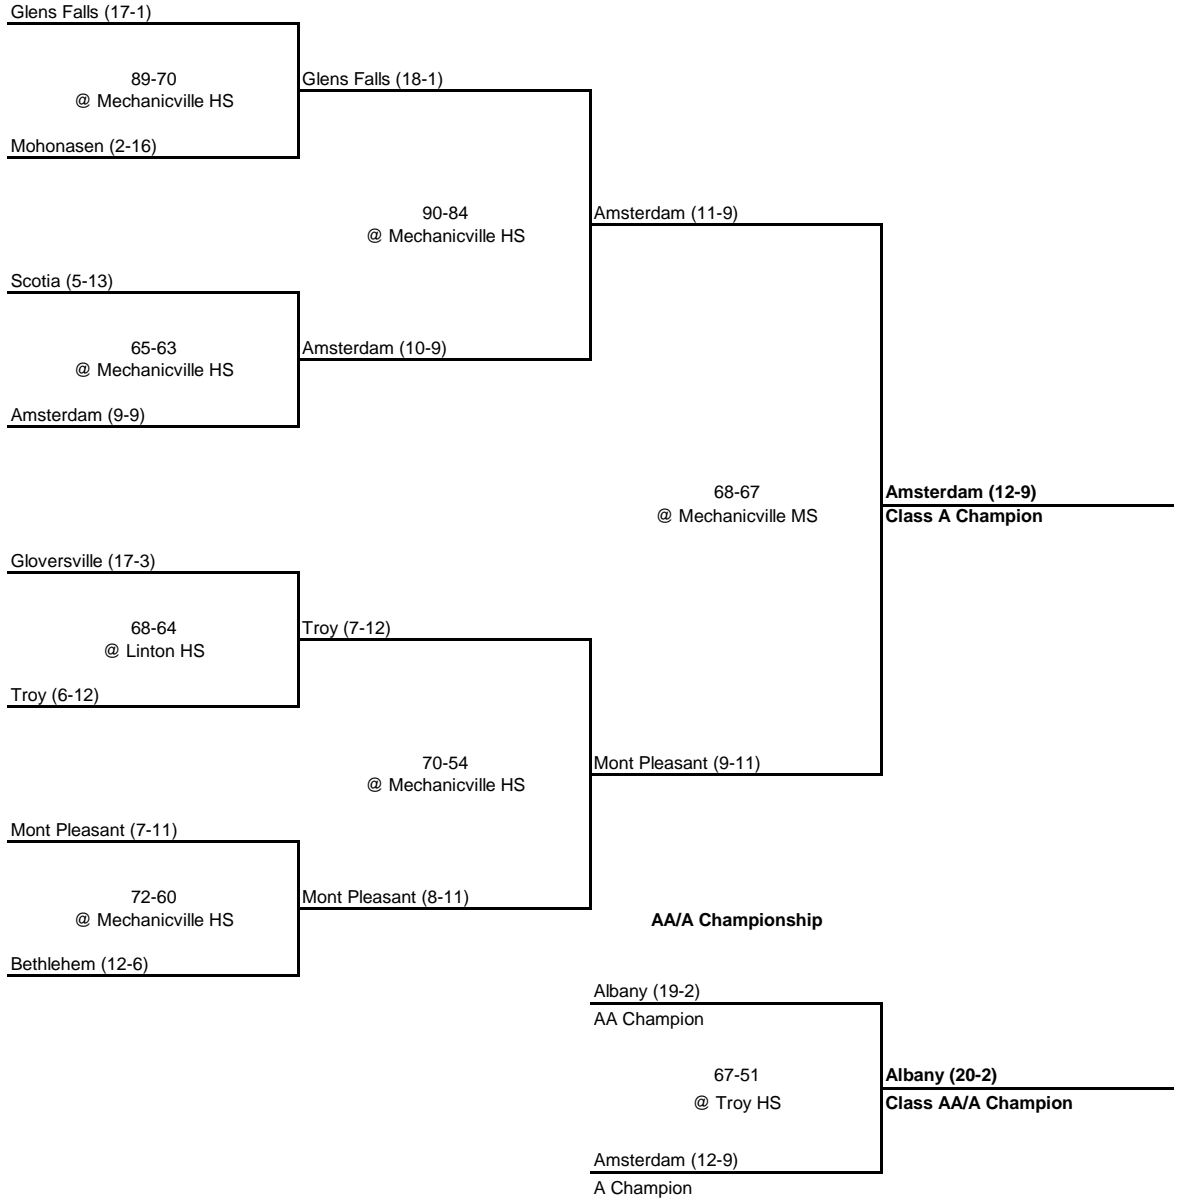 Glens Falls (17-1)
89-70
@ Mechanicville HS
Glens Falls (18-1)
Mohonasen (2-16)
90-84
@ Mechanicville HS
Amsterdam (11-9)
Scotia (5-13)
65-63
@ Mechanicville HS
Amsterdam (10-9)
Amsterdam (9-9)
68-67
@ Mechanicville MS
Amsterdam (12-9)
Class A Champion
Gloversville (17-3)
68-64
@ Linton HS
Troy (7-12)
Troy (6-12)
70-54
@ Mechanicville HS
Mont Pleasant (9-11)
Mont Pleasant (7-11)
72-60
@ Mechanicville HS
Mont Pleasant (8-11)
Bethlehem (12-6)
AA/A Championship
Albany (19-2)
AA Champion
67-51
@ Troy HS
Albany (20-2)
Class AA/A Champion
Amsterdam (12-9)
A Champion